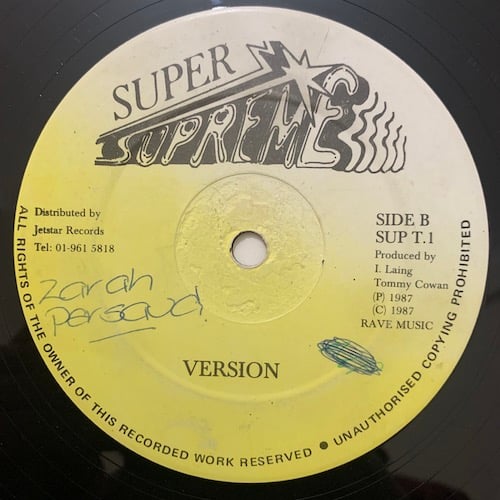 SUPER
SUPREME
Distributed by
Jetstar Records
Tel: 01-961 5818
SIDE B
SUP T.1
Produced by
I. Laing
Tommy Cowan
(P) 1987
(C) 1987
RAVE MUSIC
zarah
persaud
VERSION
ALL RIGHTS OF THE OWNER OF THIS RECORDED WORK RESERVED ● UNAUTHORISED COPYING PROHIBITED